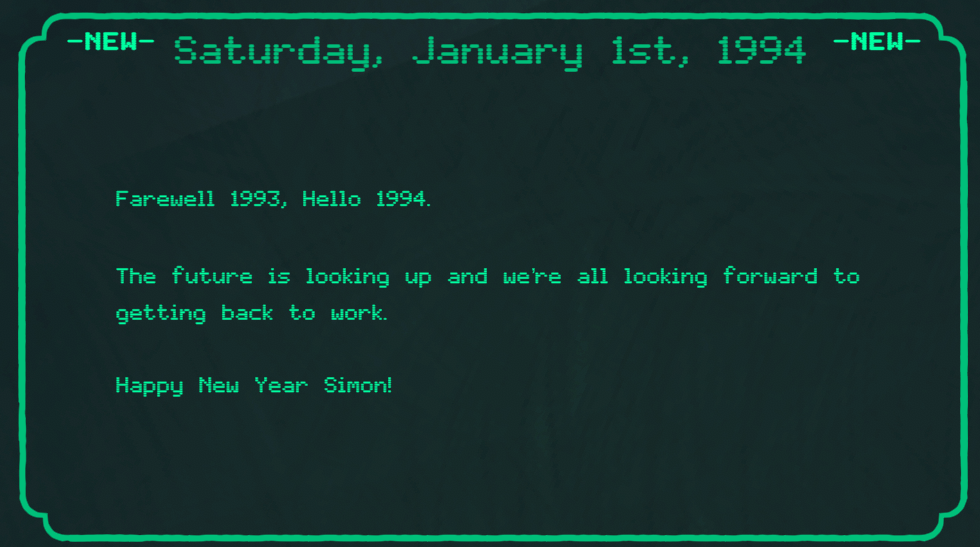 -NEW- Saturday, January 1st, 1994 -NEW-
Farewell 1993, Hello 1994.
The future is looking up and we're all looking forward to
getting back to work.
Happy New Year Simon!